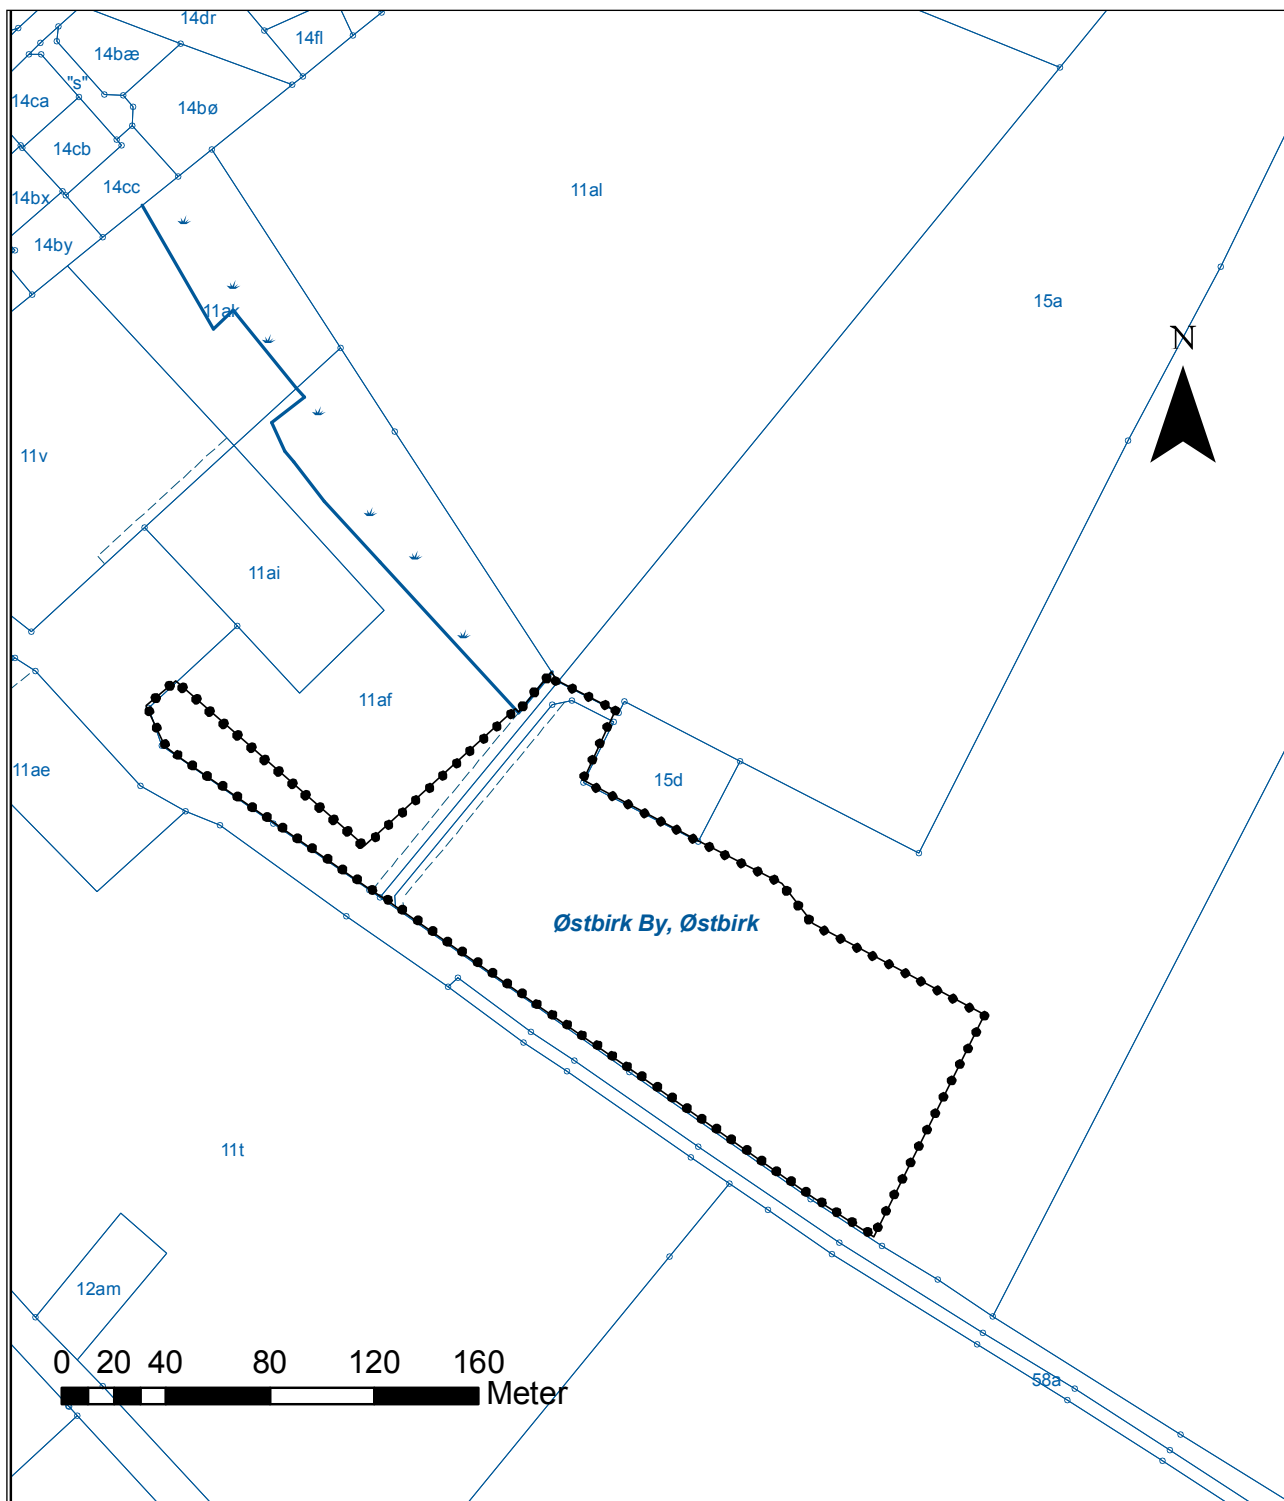 14dr
14fl
14bæ
"s"
14ca
14bø
14cb
14cc
14bx
14by
11al
11ak
15a
N
11v
11ai
11af
11ae
15d
Østbirk By, Østbirk
11t
12am
58a
0 20 40 80 120 160
Meter